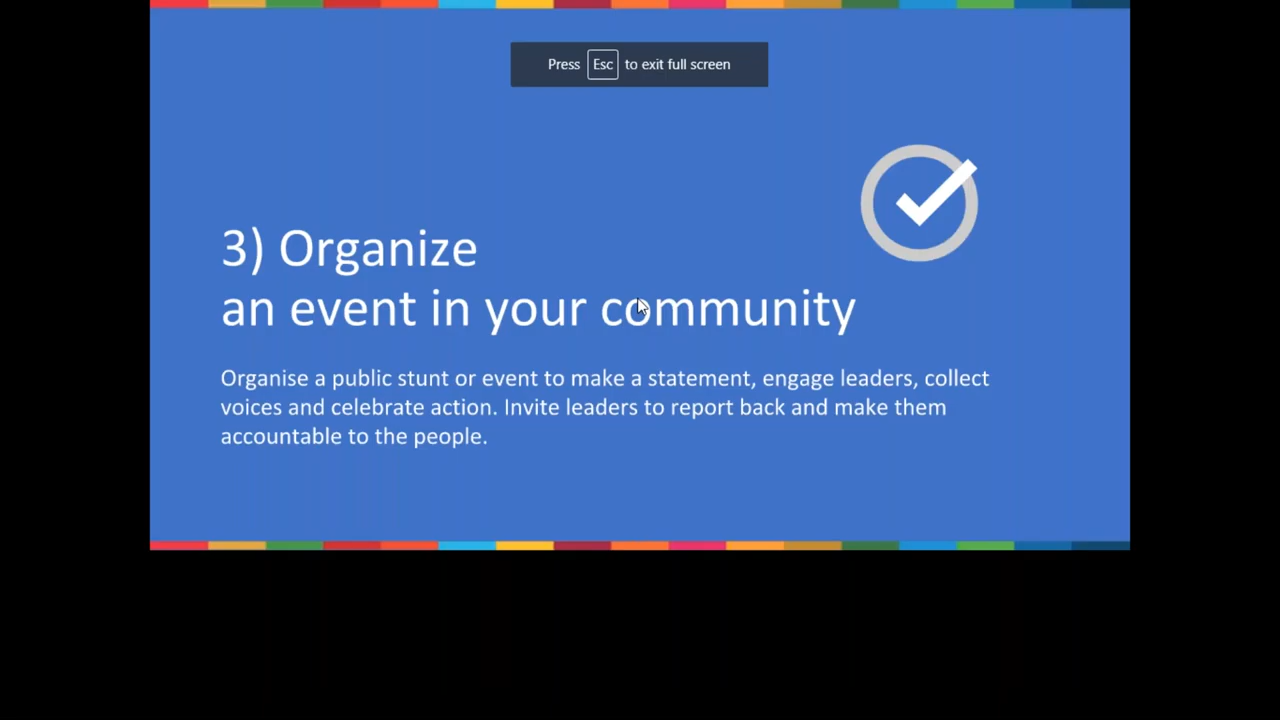 Press Esc to exit full screen
3) Organize
an event in your community
Organise a public stunt or event to make a statement, engage leaders, collect
voices and celebrate action. Invite leaders to report back and make them
accountable to the people.